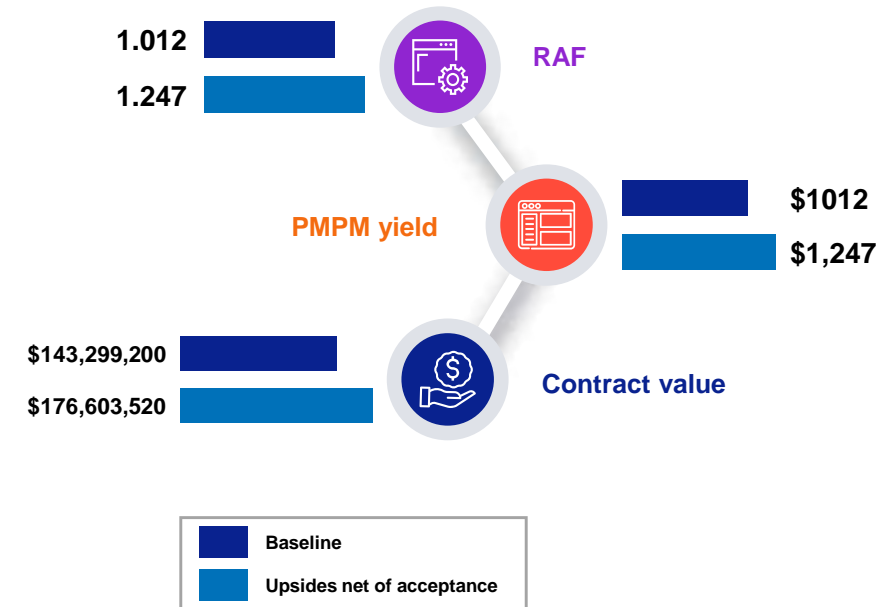 1.012
RAF
1.247
$1012
PMPM yield
$1,247
$143,299,200
Contract value
$176,603,520
Baseline
Upsides net of acceptance